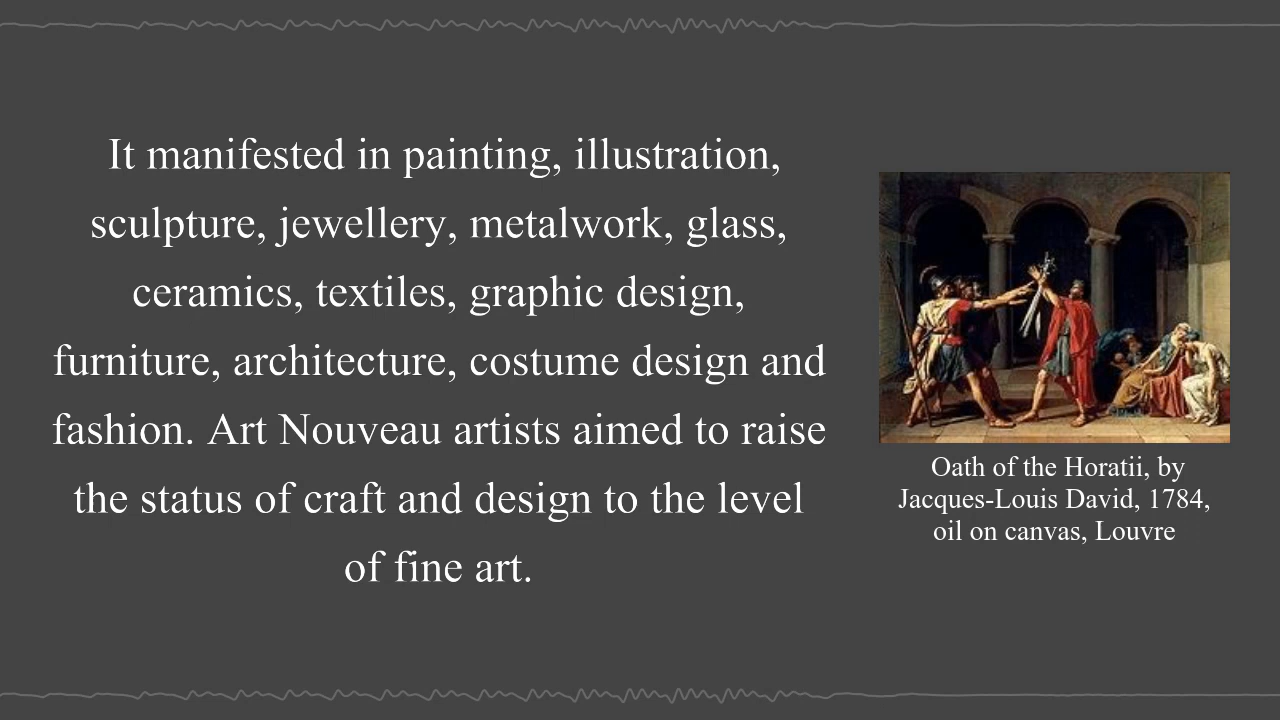 It manifested in painting, illustration,
sculpture, jewellery, metalwork, glass,
ceramics, textiles, graphic design,
furniture, architecture, costume design and
fashion. Art Nouveau artists aimed to raise
the status of craft and design to the level
of fine art.
Oath of the Horatii, by
Jacques-Louis David, 1784,
oil on canvas, Louvre